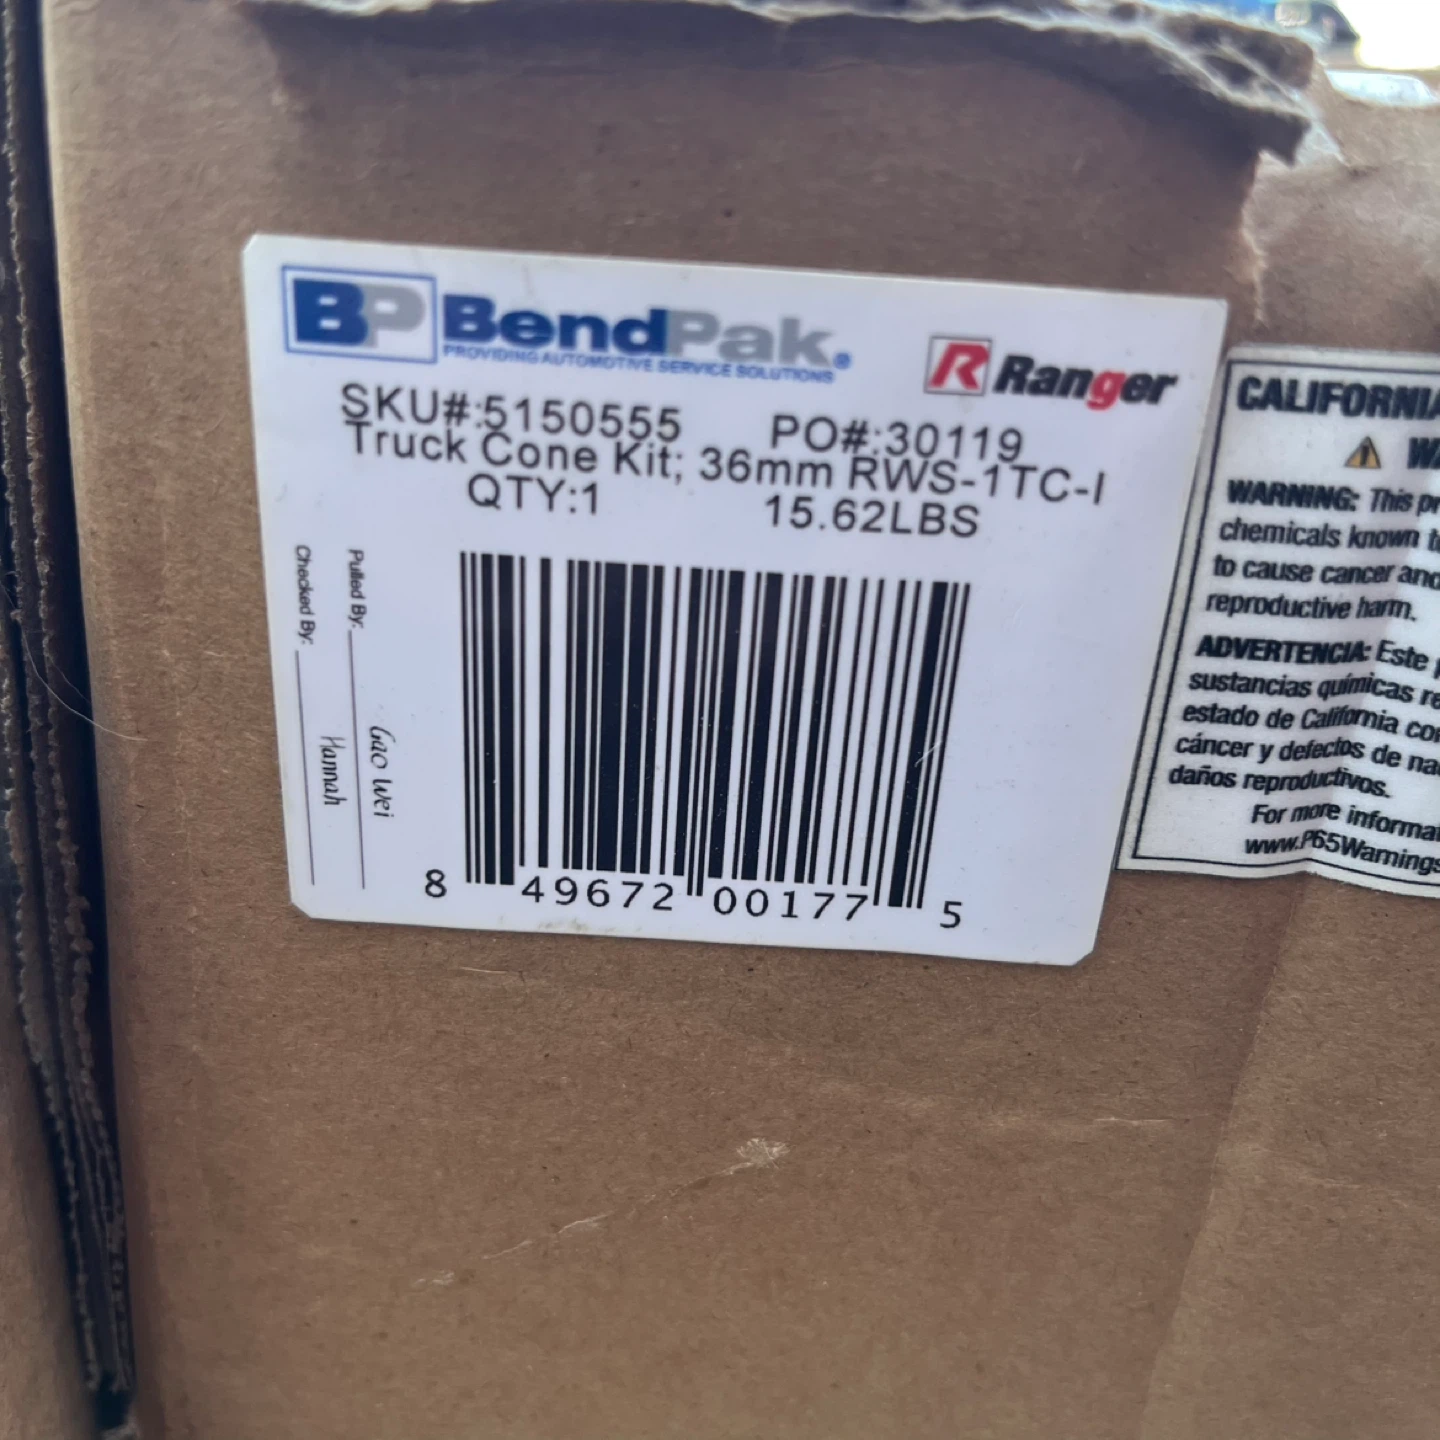 BP BendPak®
PROVIDING AUTOMOTIVE SERVICE SOLUTIONS
R Ranger
SKU#:5150555 PO#:30119
Truck Cone Kit; 36mm RWS-1TC-I
QTY:1 15.62LBS
Pulled By: Gao Wei
Checked By: Hannah
8 49672 00177 5
CALIFORNIA
WARNING: This
chemicals known
to cause cancer and
reproductive harm.
ADVERTENCIA: Este
sustancias químicas
estado de California
cáncer y defectos de
daños reproductivos.
For more
www.P65Warnings